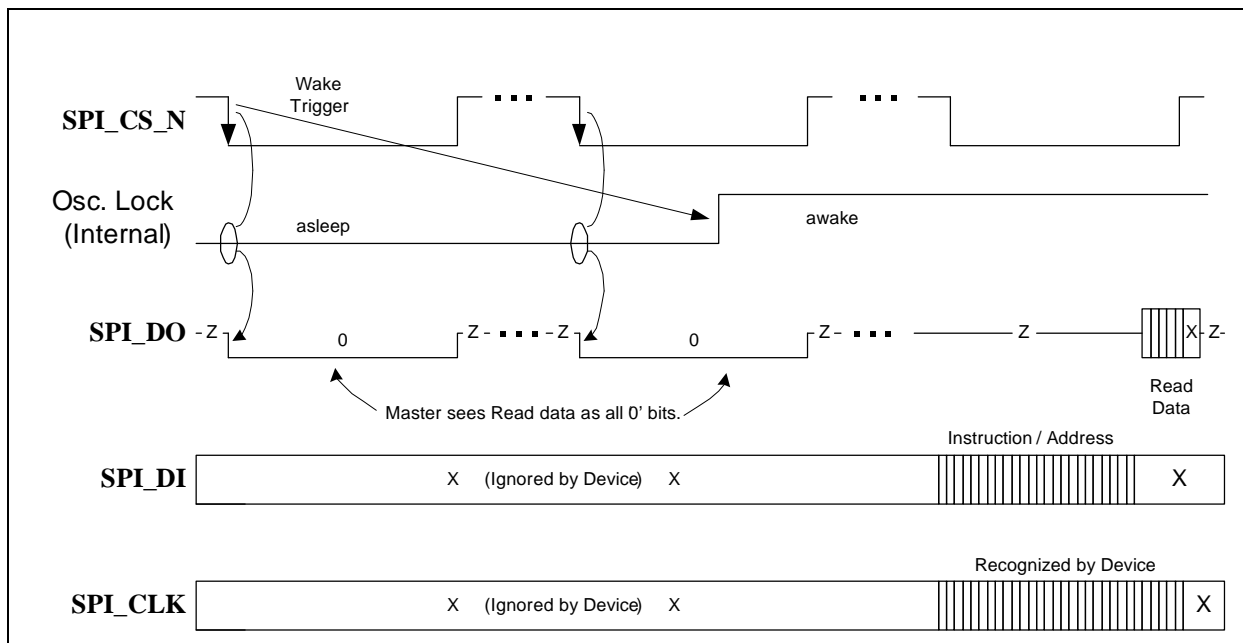 Wake
Trigger
SPI_CS_N
Osc. Lock
(Internal)
asleep
awake
SPI_DO
Z 0 Z Z 0 Z Z X Z
Master sees Read data as all 0' bits.
Read
Data
Instruction / Address
SPI_DI
X (Ignored by Device) X X
Recognized by Device
SPI_CLK
X (Ignored by Device) X X